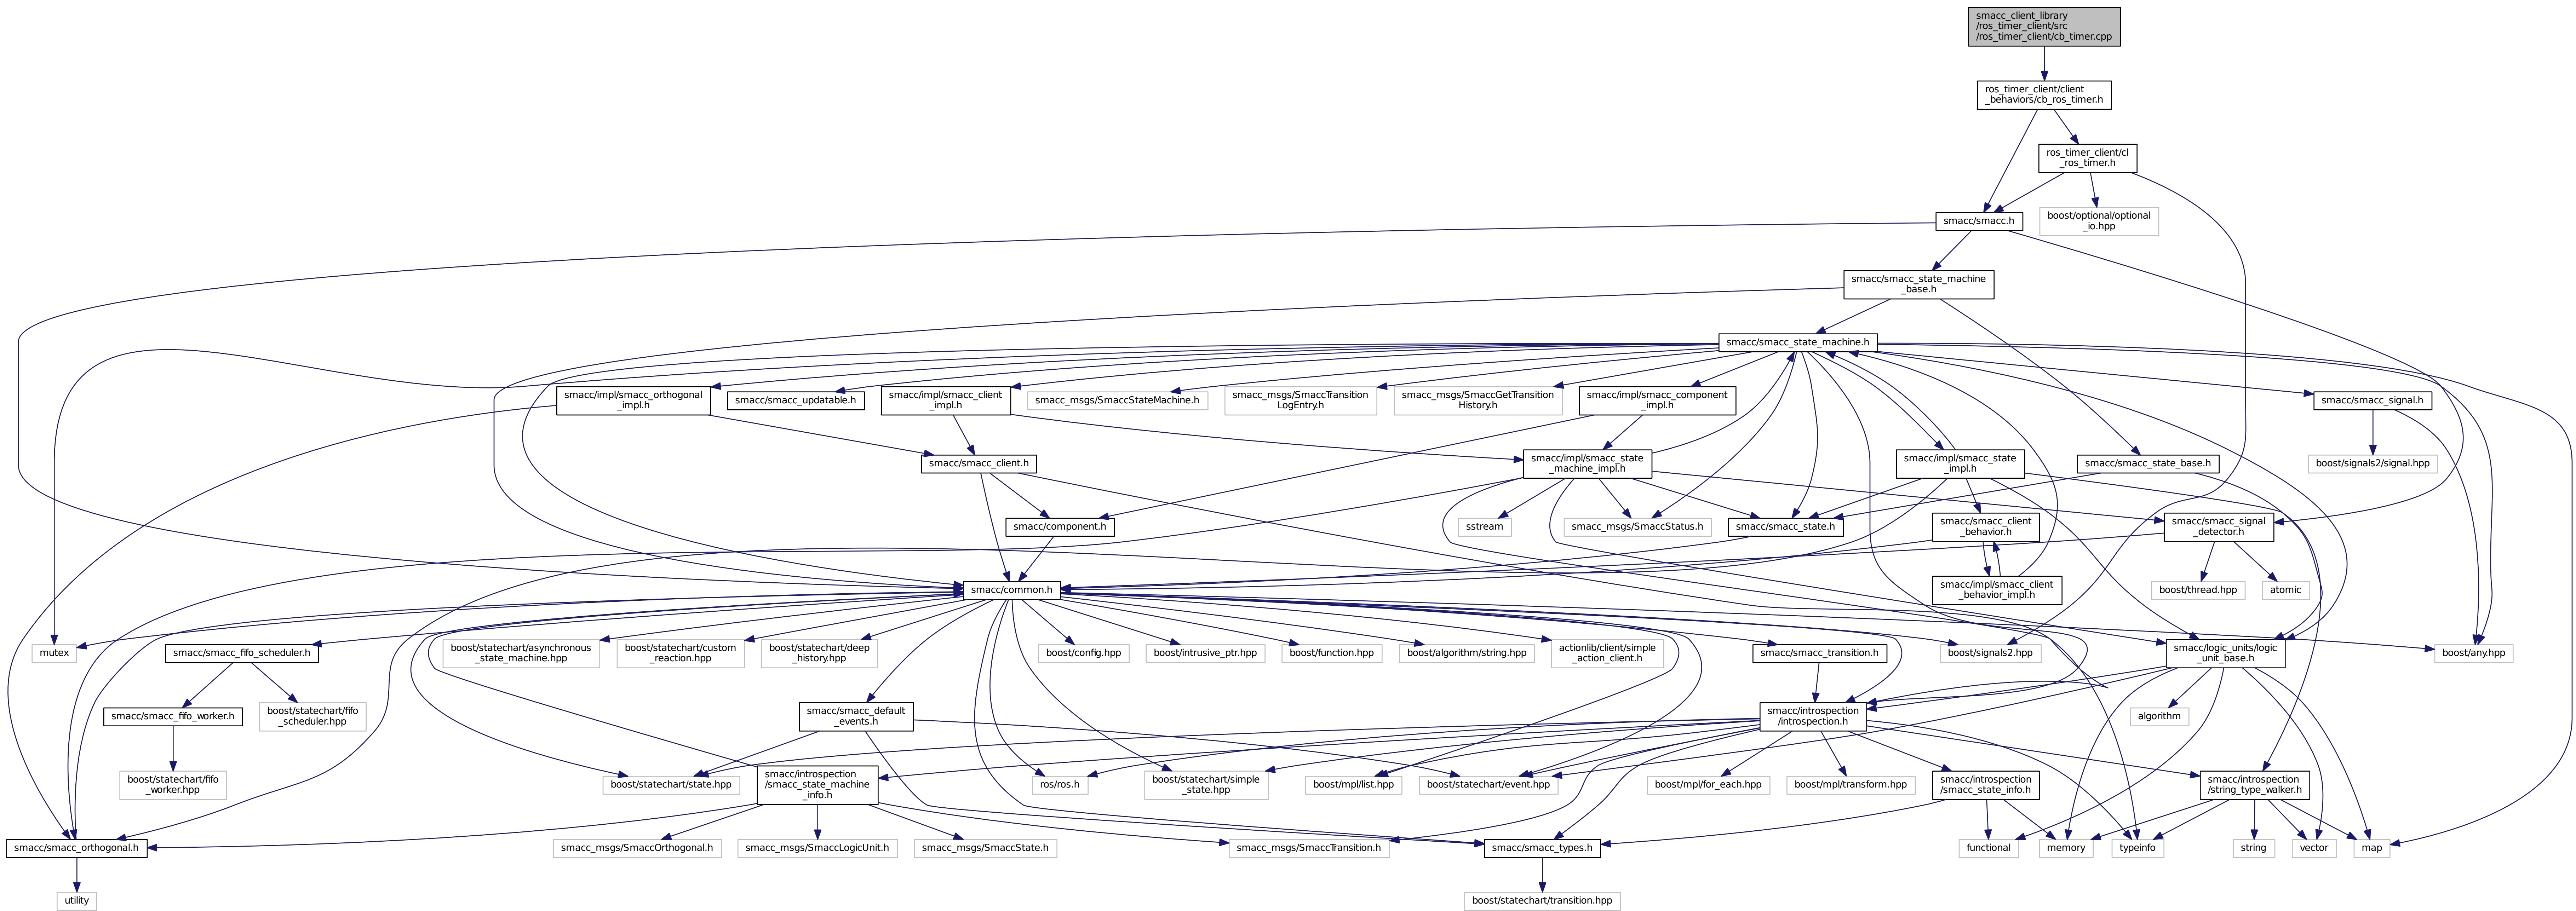 smacc_client_library
/ros_timer_client/src
/ros_timer_client/cb_timer.cpp
ros_timer_client/client
_behaviors/cb_ros_timer.h
ros_timer_client/cl
_ros_timer.h
smacc/smacc.h
boost/optional/optional
_io.hpp
smacc/smacc_state_machine
_base.h
smacc/smacc_state_machine.h
smacc/impl/smacc_orthogonal
_impl.h
smacc/smacc_updatable.h
smacc/impl/smacc_client
_impl.h
smacc_msgs/SmaccStateMachine.h
smacc_msgs/SmaccTransition
LogEntry.h
smacc_msgs/SmaccGetTransition
History.h
smacc/impl/smacc_component
_impl.h
smacc/smacc_signal.h
smacc/smacc_client.h
smacc/impl/smacc_state
_machine_impl.h
smacc/impl/smacc_state
_impl.h
smacc/smacc_state_base.h
boost/signals2/signal.hpp
smacc/component.h
sstream
smacc_msgs/SmaccStatus.h
smacc/smacc_state.h
smacc/smacc_client
_behavior.h
smacc/smacc_signal
_detector.h
smacc/common.h
smacc/impl/smacc_client
_behavior_impl.h
boost/thread.hpp
atomic
mutex
smacc/smacc_fifo_scheduler.h
boost/statechart/asynchronous
_state_machine.hpp
boost/statechart/custom
_reaction.hpp
boost/statechart/deep
_history.hpp
boost/config.hpp
boost/intrusive_ptr.hpp
boost/function.hpp
boost/algorithm/string.hpp
actionlib/client/simple
_action_client.h
smacc/smacc_transition.h
boost/signals2.hpp
smacc/logic_units/logic
_unit_base.h
boost/any.hpp
smacc/smacc_fifo_worker.h
boost/statechart/fifo
_scheduler.hpp
smacc/smacc_default
_events.h
smacc/introspection
/introspection.h
algorithm
boost/statechart/fifo
_worker.hpp
boost/statechart/state.hpp
smacc/introspection
/smacc_state_machine
_info.h
ros/ros.h
boost/statechart/simple
_state.hpp
boost/mpl/list.hpp
boost/statechart/event.hpp
boost/mpl/for_each.hpp
boost/mpl/transform.hpp
smacc/introspection
/smacc_state_info.h
smacc/introspection
/string_type_walker.h
smacc/smacc_orthogonal.h
smacc_msgs/SmaccOrthogonal.h
smacc_msgs/SmaccLogicUnit.h
smacc_msgs/SmaccState.h
smacc_msgs/SmaccTransition.h
smacc/smacc_types.h
functional
memory
typeinfo
string
vector
map
utility
boost/statechart/transition.hpp